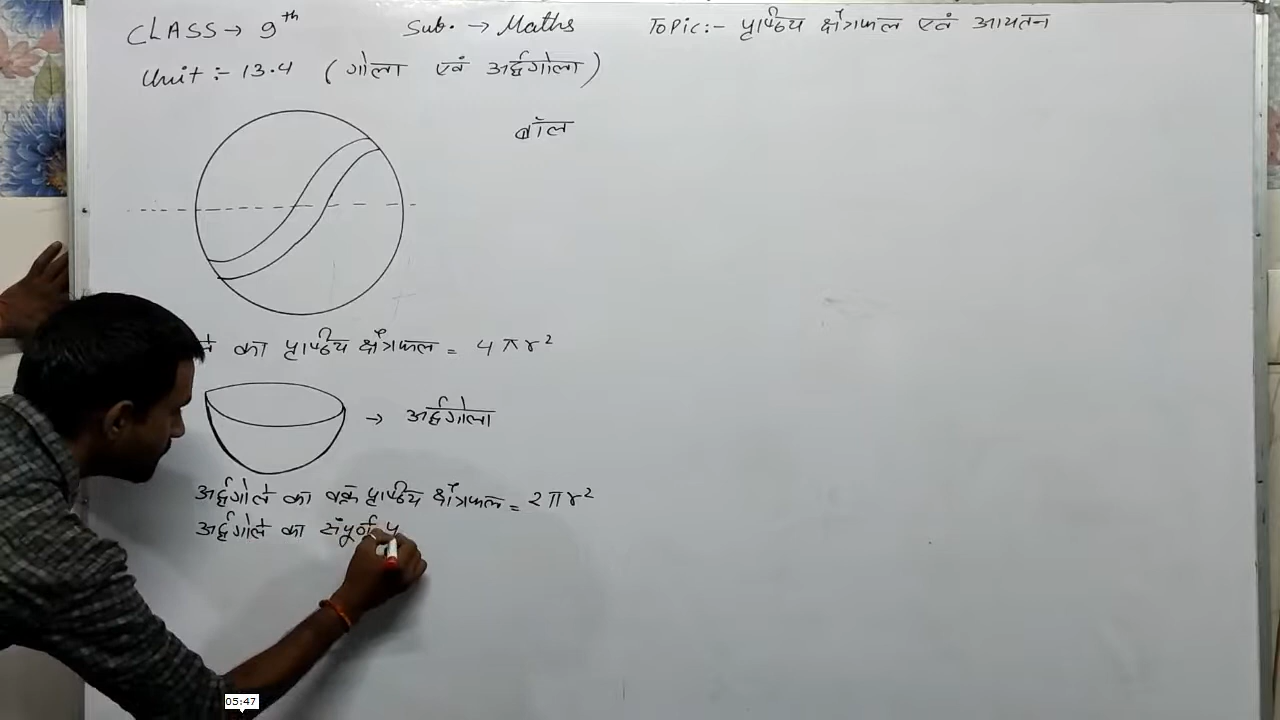 CLASS → 9th Sub. → Maths Topic:- पृष्ठीय क्षेत्रफल एवं आयतन
Unit :- 13.4 (गोला एवं अर्द्धगोला)
बॉल
का पृष्ठीय क्षेत्रफल = 4πr²
→ अर्द्धगोला
अर्द्धगोले का वक्र पृष्ठीय क्षेत्रफल = 2πr²
अर्द्धगोले का संपूर्ण पृ
05:47